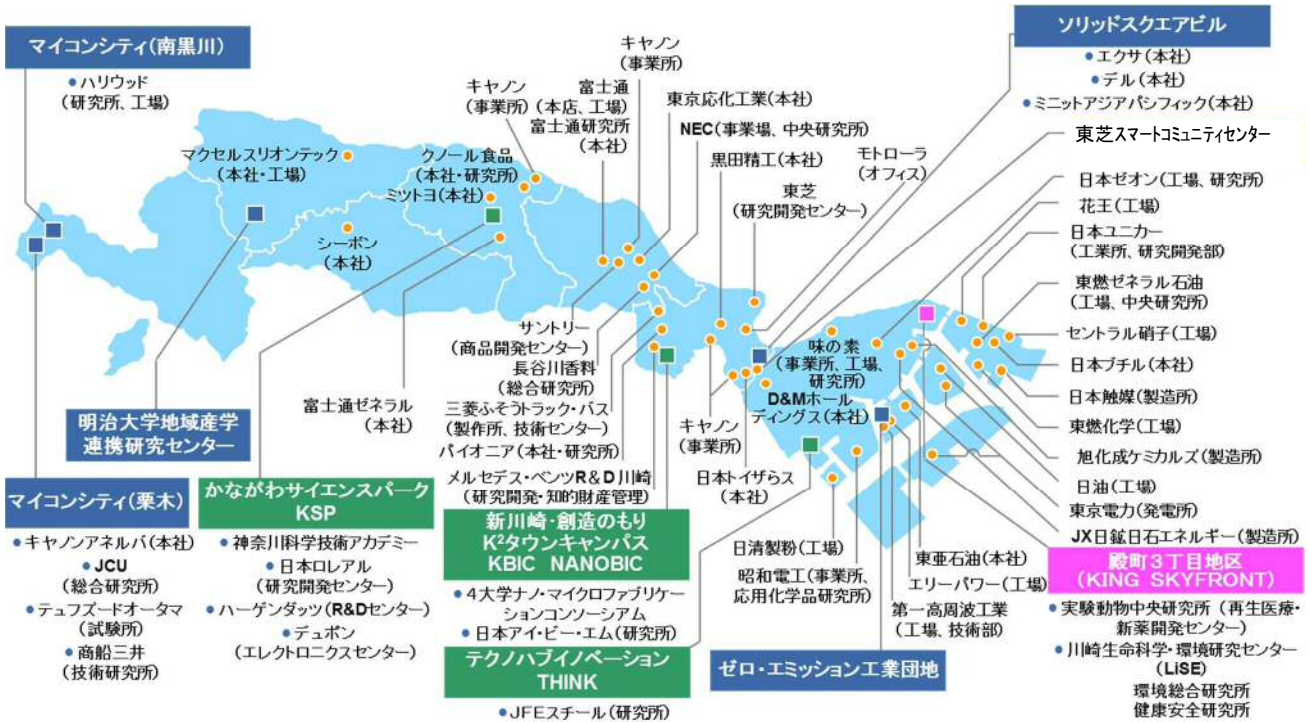 マイコンシティ(南黒川)
●ハリウッド
(研究所、工場)
マクセルスリオンテック
(本社・工場)
シーボン
(本社)
クノール食品
(本社・研究所)
ミツトヨ(本社)
キヤノン
(事業所)
富士通
(本店、工場)
富士通研究所
(本社)
キヤノン
(事業所)
東京応化工業(本社)
NEC(事業場、中央研究所)
黒田精工(本社)
東芝
(研究開発センター)
モトローラ
(オフィス)
ソリッドスクエアビル
●エクサ(本社)
●デル(本社)
●ミニットアジアパシフィック(本社)
東芝スマートコミュニティセンター
日本ゼオン(工場、研究所)
花王(工場)
日本ユニカー
(工業所、研究開発部)
東燃ゼネラル石油
(工場、中央研究所)
セントラル硝子(工場)
日本ブチル(本社)
日本触媒(製造所)
東燃化学(工場)
旭化成ケミカルズ(製造所)
日油(工場)
東京電力(発電所)
JX日鉱日石エネルギー(製造所)
味の素
(事業所、工場、
研究所)
D&Mホール
ディングス(本社)
サントリー
(商品開発センター)
長谷川香料
(総合研究所)
三菱ふそうトラック・バス
(製作所、技術センター)
パイオニア(本社・研究所)
メルセデス・ベンツR&D川崎
(研究開発・知的財産管理)
富士通ゼネラル
(本社)
キヤノン
(事業所)
日本トイザらス
(本社)
日清製粉(工場)
昭和電工(事業所、
応用化学品研究所)
東亜石油(本社)
エリーパワー(工場)
第一高周波工業
(工場、技術部)
明治大学地域産学
連携研究センター
マイコンシティ(栗木)
●キヤノンアネルバ(本社)
●JCU
(総合研究所)
●テュフズードオータマ
(試験所)
●商船三井
(技術研究所)
かながわサイエンスパーク
KSP
●神奈川科学技術アカデミー
●日本ロレアル
(研究開発センター)
●ハーゲンダッツ(R&Dセンター)
●デュポン
(エレクトロニクスセンター)
新川崎・創造のもり
K²タウンキャンパス
KBIC NANOBIC
●4大学ナノ・マイクロファブリケー
ションコンソーシアム
●日本アイ・ビー・エム(研究所)
テクノハブイノベーション
THINK
●JFEスチール(研究所)
ゼロ・エミッション工業団地
殿町3丁目地区
(KING SKYFRONT)
●実験動物中央研究所(再生医療・
新薬開発センター)
●川崎生命科学・環境研究センター
(LiSE)
環境総合研究所
健康安全研究所